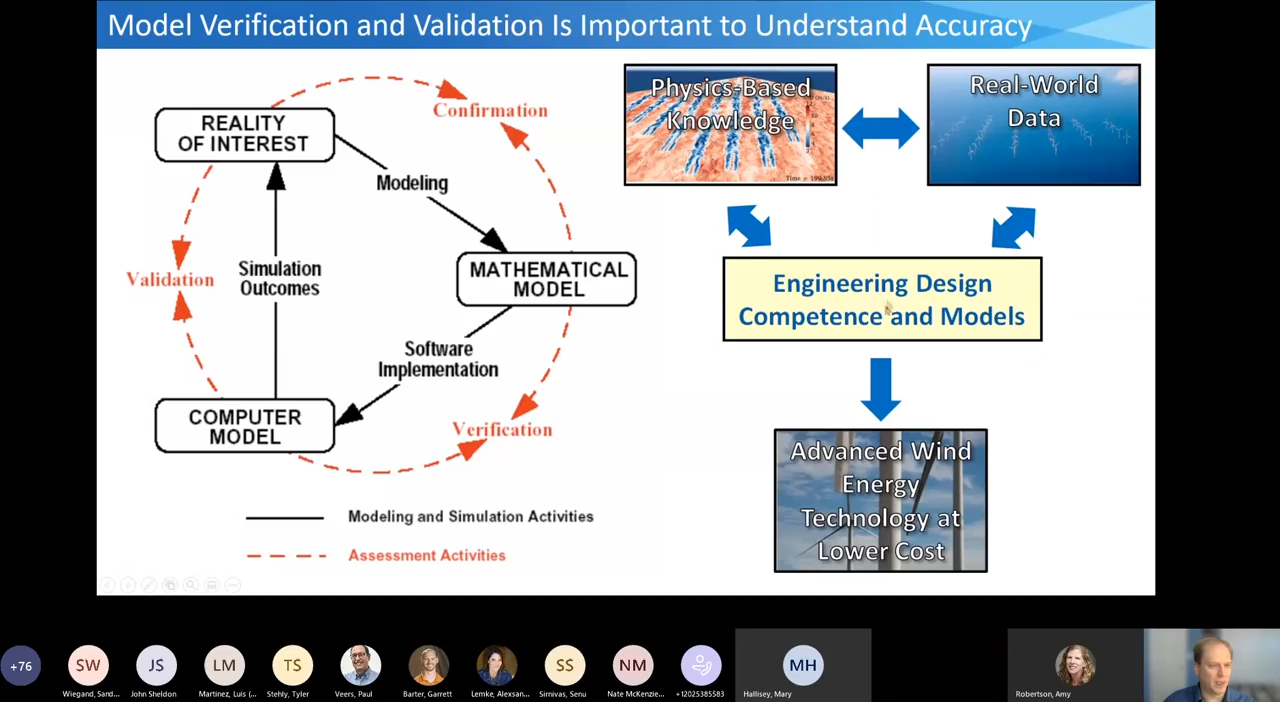 Model Verification and Validation Is Important to Understand Accuracy
REALITY
OF INTEREST
Confirmation
Modeling
Validation
Simulation
Outcomes
MATHEMATICAL
MODEL
Software
Implementation
COMPUTER
MODEL
Verification
Modeling and Simulation Activities
Assessment Activities
Physics-Based
Knowledge
Real-World
Data
Engineering Design
Competence and Models
Advanced Wind
Energy
Technology at
Lower Cost
+76
SW
JS
LM
TS
SS
NM
MH
Wiegand, Sand...
John Sheldon
Martinez, Luis (...
Stehly, Tyler
Veers, Paul
Barter, Garrett
Lemke, Alexsan...
Sirnivas, Senu
Nate McKenzie...
+12025385583
Hallisey, Mary
Robertson, Amy